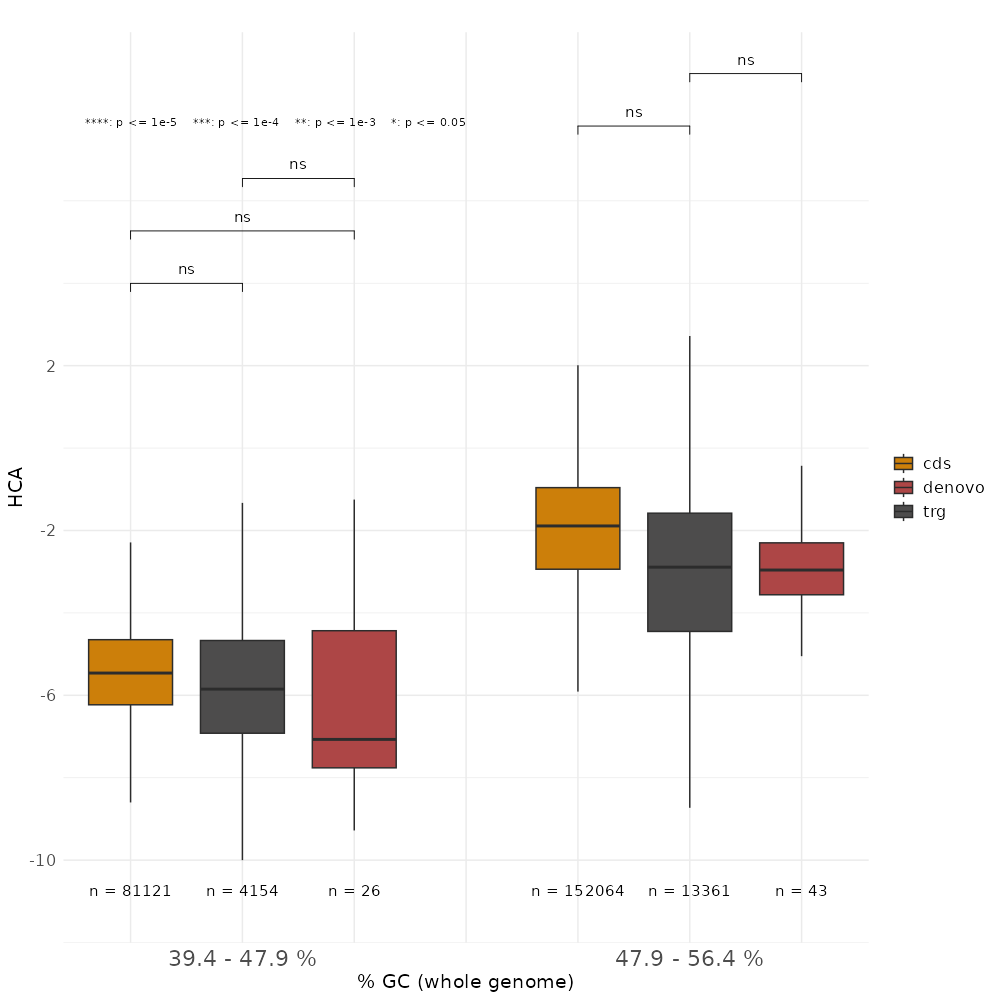 ns
ns
****: p <= 1e-5 ***: p <= 1e-4 **: p <= 1e-3 *: p <= 0.05
ns
ns
ns
2
-2
-6
-10
HCA
cds
denovo
trg
n = 81121 n = 4154 n = 26 n = 152064 n = 13361 n = 43
39.4 - 47.9 % 47.9 - 56.4 %
% GC (whole genome)